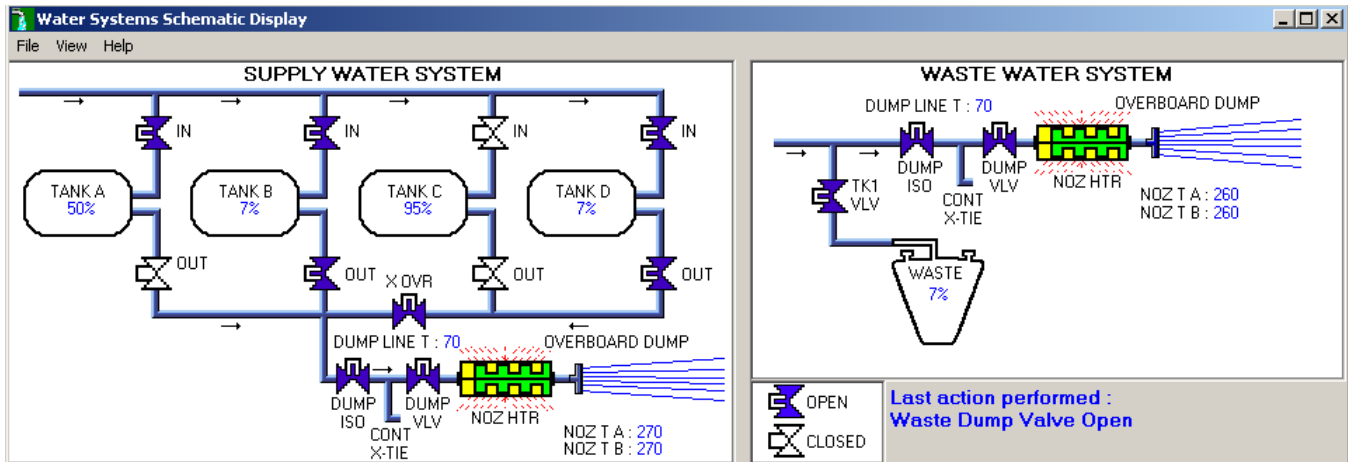 Water Systems Schematic Display
File View Help
SUPPLY WATER SYSTEM
IN
IN
IN
IN
TANK A
50%
TANK B
7%
TANK C
95%
TANK D
7%
OUT
OUT
OUT
OUT
X OVR
DUMP LINE T : 70
OVERBOARD DUMP
DUMP
ISO
DUMP
VLV
NOZ HTR
CONT
X-TIE
NOZ T A : 270
NOZ T B : 270
WASTE WATER SYSTEM
DUMP LINE T : 70
OVERBOARD DUMP
DUMP
ISO
DUMP
VLV
NOZ HTR
TK1
VLV
CONT
X-TIE
NOZ T A : 260
NOZ T B : 260
WASTE
7%
OPEN
CLOSED
Last action performed :
Waste Dump Valve Open